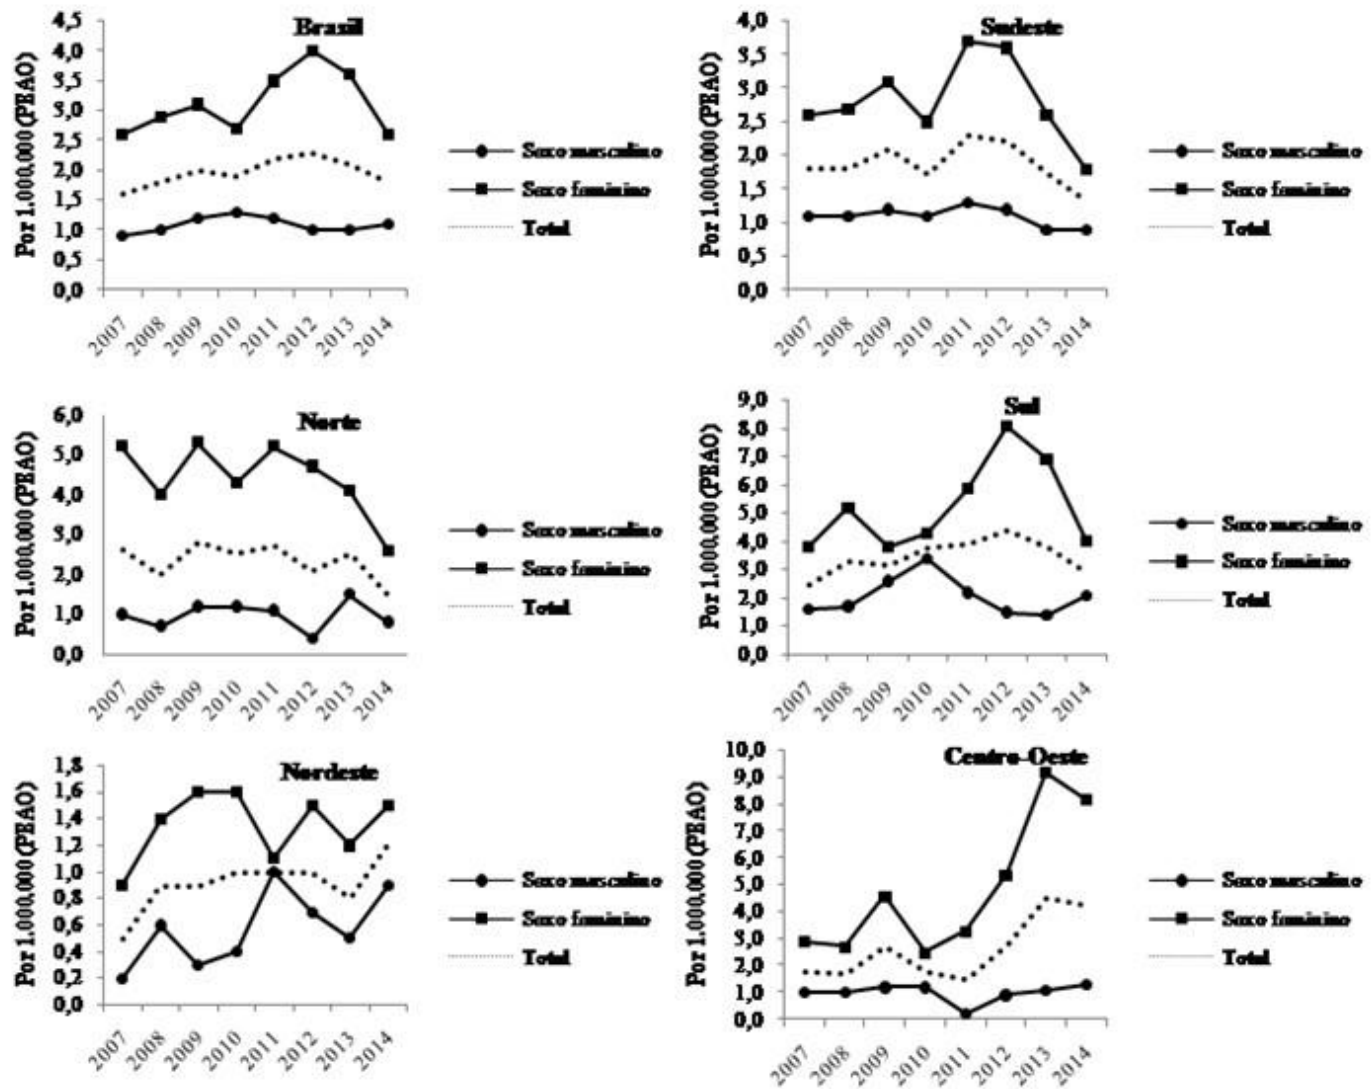 Brasil
Por 1.000.000 (PEAO)
4,5
4,0
3,5
3,0
2,5
2,0
1,5
1,0
0,5
0,0
2007 2008 2009 2010 2011 2012 2013 2014
Sexo masculino
Sexo feminino
Total
Sudeste
Por 1.000.000 (PEAO)
4,0
3,5
3,0
2,5
2,0
1,5
1,0
0,5
0,0
2007 2008 2009 2010 2011 2012 2013 2014
Sexo masculino
Sexo feminino
Total
Norte
Por 1.000.000 (PEAO)
6,0
5,0
4,0
3,0
2,0
1,0
0,0
2007 2008 2009 2010 2011 2012 2013 2014
Sexo masculino
Sexo feminino
Total
Sul
Por 1.000.000 (PEAO)
9,0
8,0
7,0
6,0
5,0
4,0
3,0
2,0
1,0
0,0
2007 2008 2009 2010 2011 2012 2013 2014
Sexo masculino
Sexo feminino
Total
Nordeste
Por 1.000.000 (PEAO)
1,8
1,6
1,4
1,2
1,0
0,8
0,6
0,4
0,2
0,0
2007 2008 2009 2010 2011 2012 2013 2014
Sexo masculino
Sexo feminino
Total
Centro-Oeste
Por 1.000.000 (PEAO)
10,0
9,0
8,0
7,0
6,0
5,0
4,0
3,0
2,0
1,0
0,0
2007 2008 2009 2010 2011 2012 2013 2014
Sexo masculino
Sexo feminino
Total